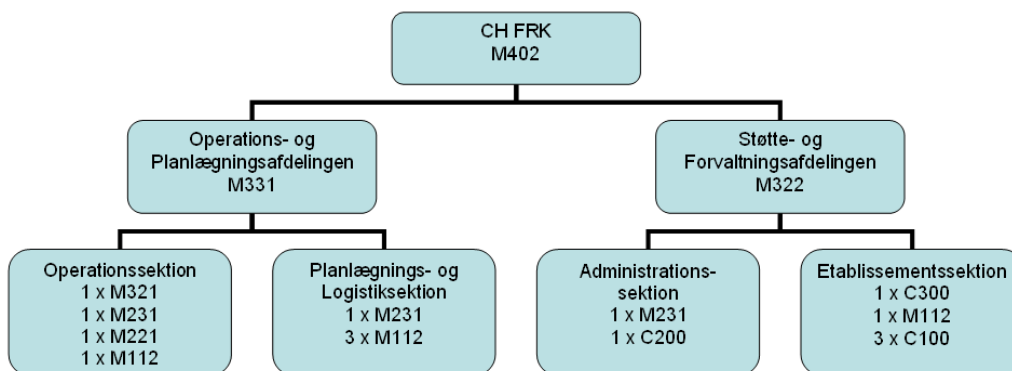 CH FRK
M402
Operations- og
Planlægningsafdelingen
M331
Støtte- og
Forvaltningsafdelingen
M322
Operationssektion
1 x M321
1 x M231
1 x M221
1 x M112
Planlægnings- og
Logistiksektion
1 x M231
3 x M112
Administrations-
sektion
1 x M231
1 x C200
Etablissementssektion
1 x C300
1 x M112
3 x C100